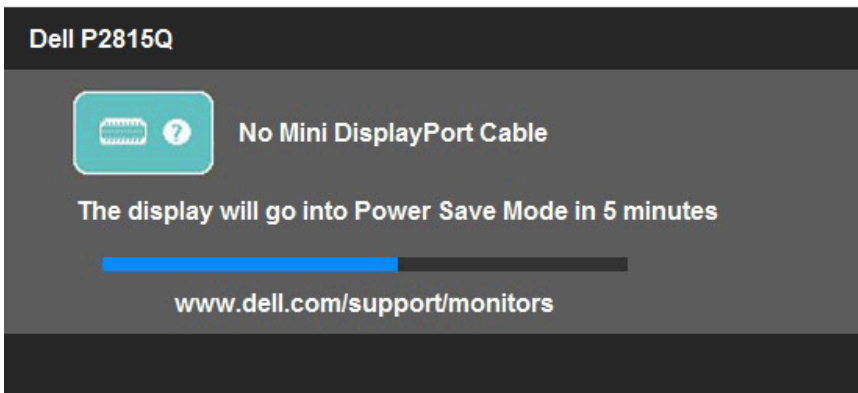 Dell P2815Q
?
No Mini DisplayPort Cable
The display will go into Power Save Mode in 5 minutes
www.dell.com/support/monitors